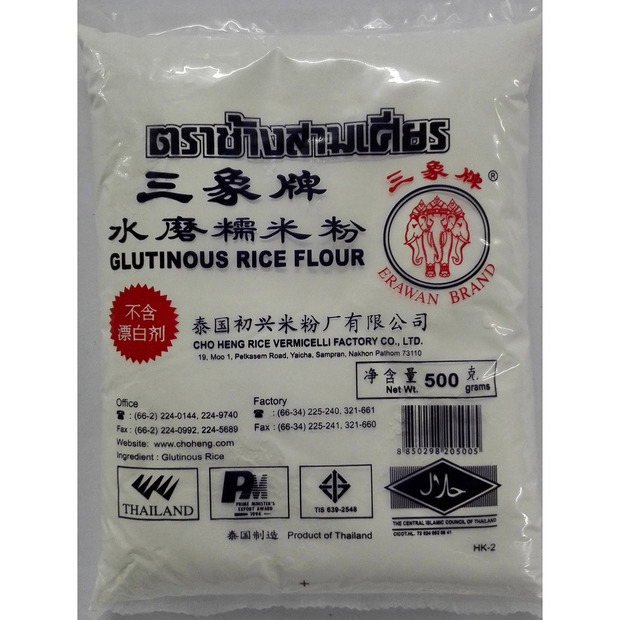 ตราช้างสามเศียร
三象牌
水磨糯米粉
GLUTINOUS RICE FLOUR
三象牌 ®
ERAWAN BRAND
不含
漂白剂
泰国初兴米粉厂有限公司
CHO HENG RICE VERMICELLI FACTORY CO., LTD.
19, Moo 1, Petkasem Road, Yaicha, Sampran, Nakhon Pathom 73110
净含量 500 克
Net Wt. grams
Office
: (66-2) 224-0144, 224-9740
Fax : (66-2) 224-0992, 224-5689
Website: www.choheng.com
Ingredient : Glutinous Rice
Factory
: (66-34) 225-240, 321-661
Fax : (66-34) 225-241, 321-660
8 850298 205005
THAILAND
PM
PRIME MINISTER'S
EXPORT AWARD
1994
TIS 639-2548
حلال
THE CENTRAL ISLAMIC COUNCIL OF THAILAND
泰国制造 Product of Thailand
HK-2